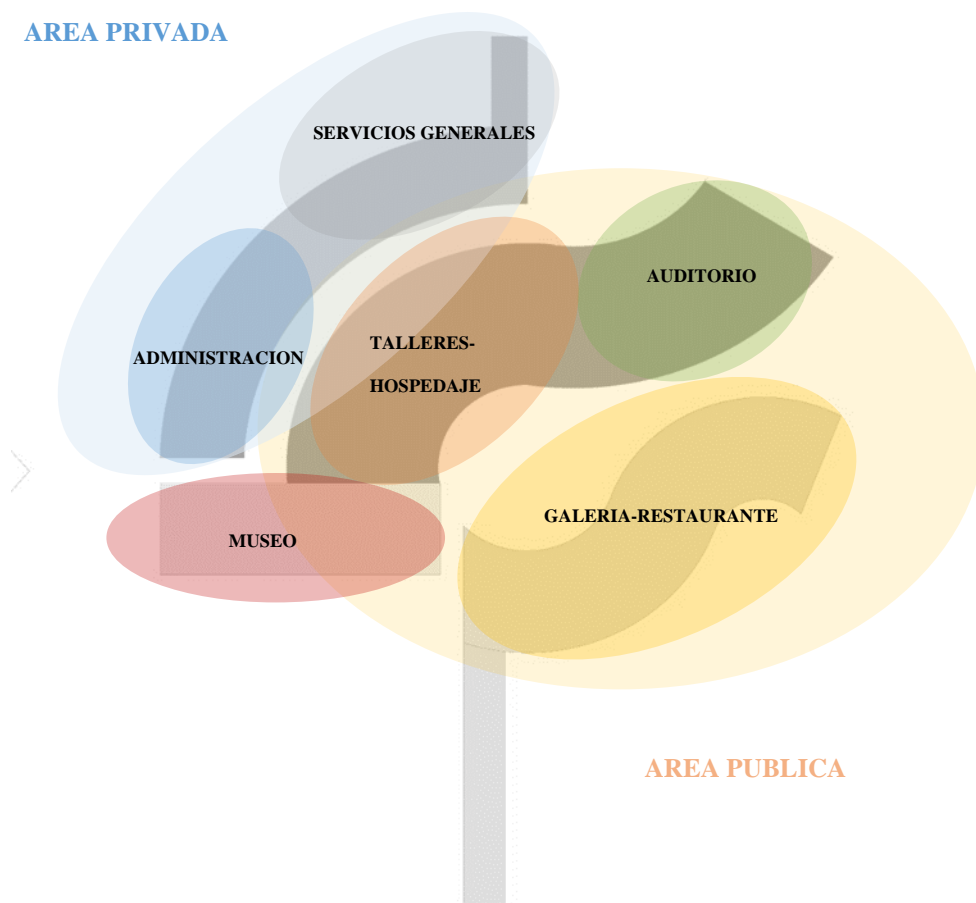 AREA PRIVADA
SERVICIOS GENERALES
AUDITORIO
TALLERES-
HOSPEDAJE
ADMINISTRACION
GALERIA-RESTAURANTE
MUSEO
AREA PUBLICA